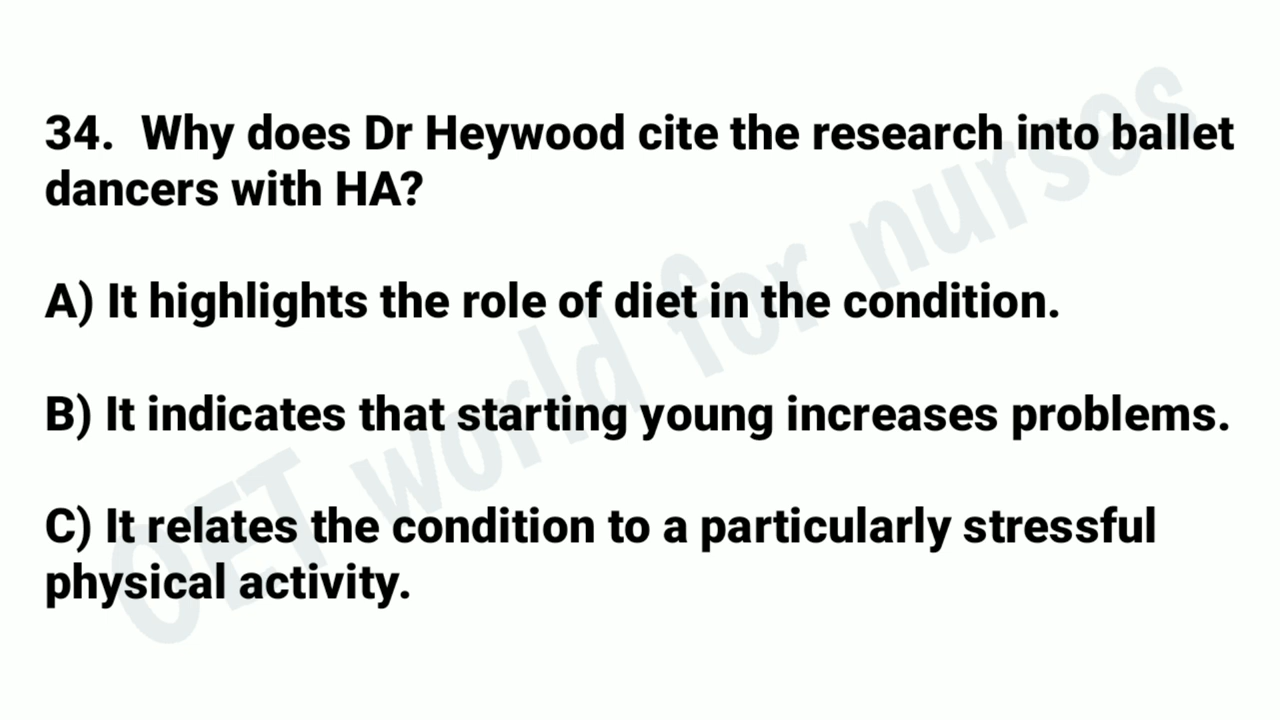 34. Why does Dr Heywood cite the research into ballet
dancers with HA?
A) It highlights the role of diet in the condition.
B) It indicates that starting young increases problems.
C) It relates the condition to a particularly stressful
physical activity.
OET world for nurses